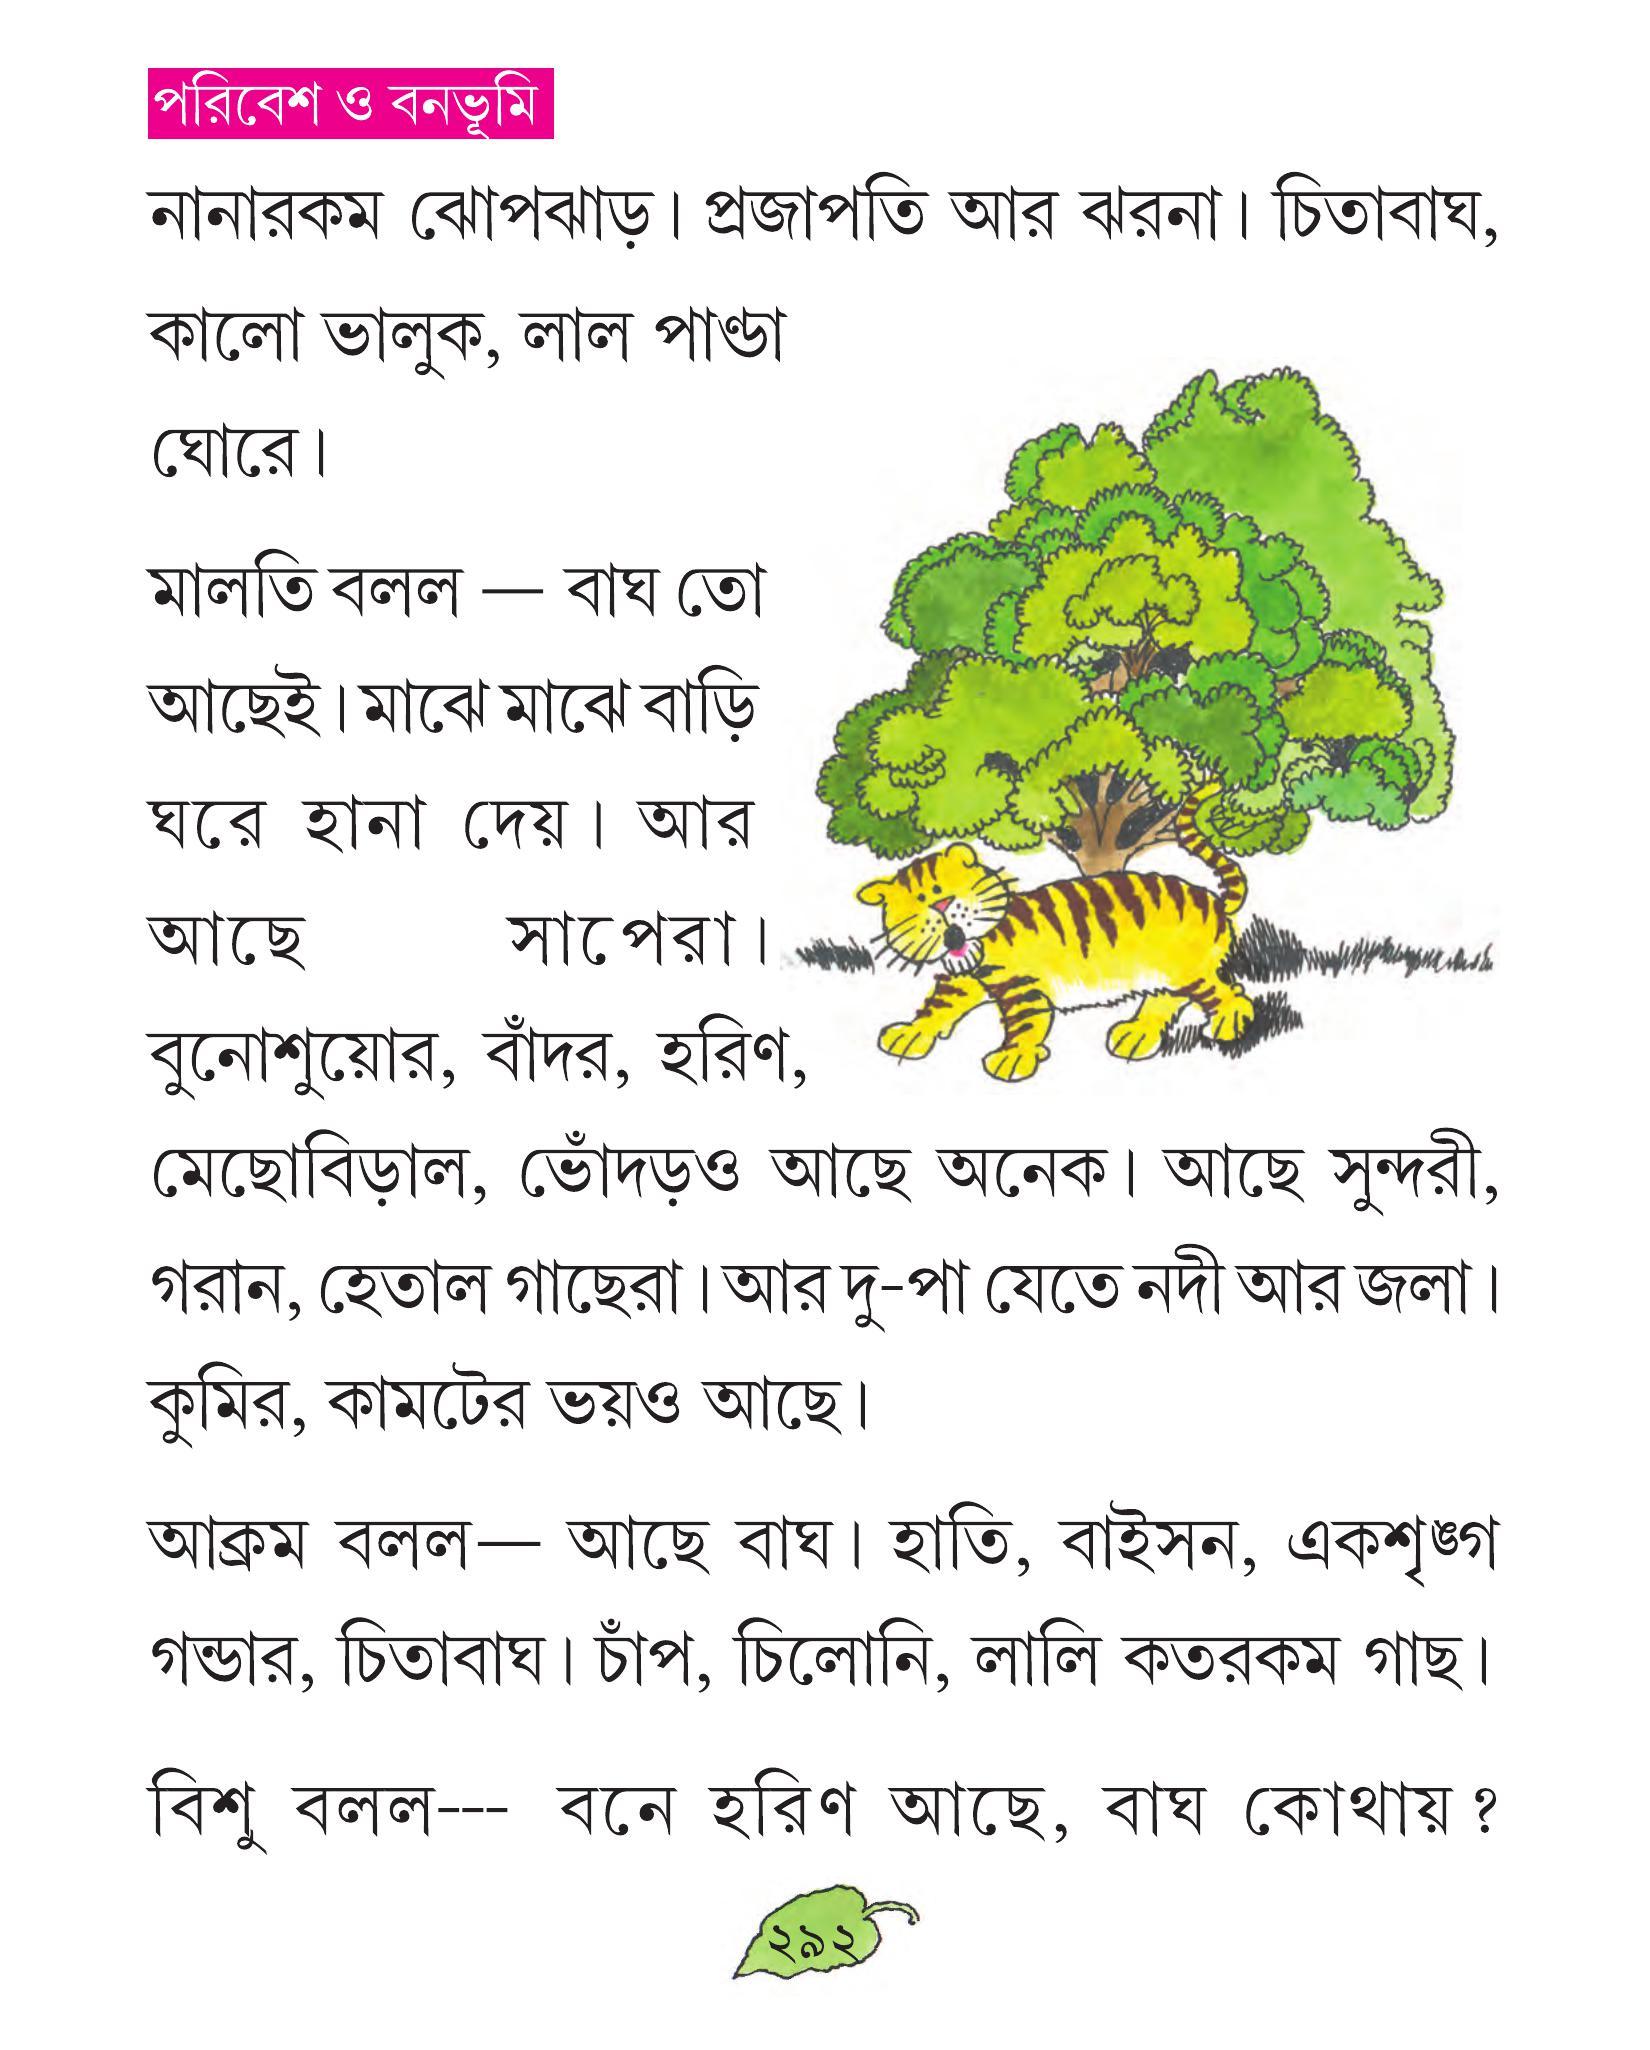 পরিবেশ ও বনভূমি
নানারকম ঝোপঝাড়। প্রজাপতি আর ঝরনা। চিতাবাঘ,
কালো ভালুক, লাল পাণ্ডা
ঘোরে।
মালতি বলল — বাঘ তো
আছেই। মাঝে মাঝে বাড়ি
ঘরে হানা দেয়। আর
আছে সাপেরা।
বুনোশুয়োর, বাঁদর, হরিণ,
মেছোবিড়াল, ভোঁদড়ও আছে অনেক। আছে সুন্দরী,
গরান, হেতাল গাছেরা। আর দু-পা যেতে নদী আর জলা।
কুমির, কামটের ভয়ও আছে।
আক্রম বলল— আছে বাঘ। হাতি, বাইসন, একশৃঙ্গ
গন্ডার, চিতাবাঘ। চাঁপ, চিলোনি, লালি কতরকম গাছ।
বিশু বলল--- বনে হরিণ আছে, বাঘ কোথায়?
২৯২